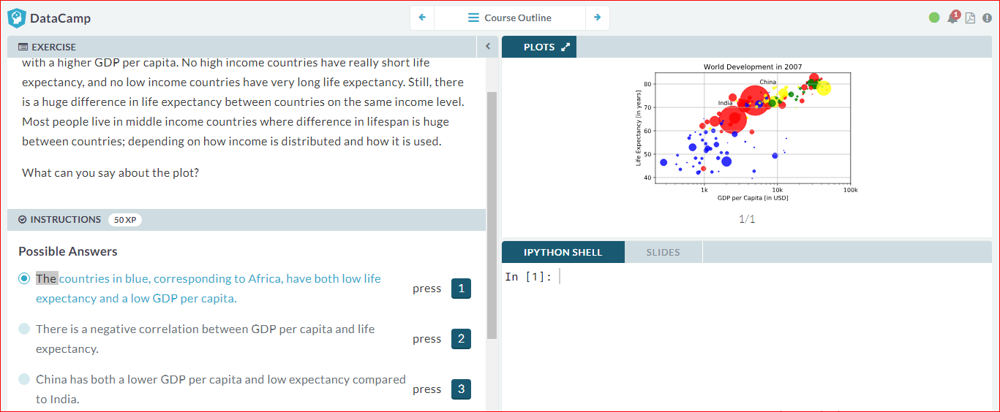 DataCamp
Course Outline
1
EXERCISE
with a higher GDP per capita. No high income countries have really short life
expectancy, and no low income countries have very long life expectancy. Still, there
is a huge difference in life expectancy between countries on the same income level.
Most people live in middle income countries where difference in lifespan is huge
between countries; depending on how income is distributed and how it is used.
What can you say about the plot?
INSTRUCTIONS 50 XP
Possible Answers
The countries in blue, corresponding to Africa, have both low life
expectancy and a low GDP per capita.
press 1
There is a negative correlation between GDP per capita and life
expectancy.
press 2
China has both a lower GDP per capita and low expectancy compared
to India.
press 3
PLOTS
World Development in 2007
Life Expectancy [in years]
80
70
60
50
40
China
India
1k 10k 100k
GDP per Capita [in USD]
1/1
IPYTHON SHELL SLIDES
In [1]: